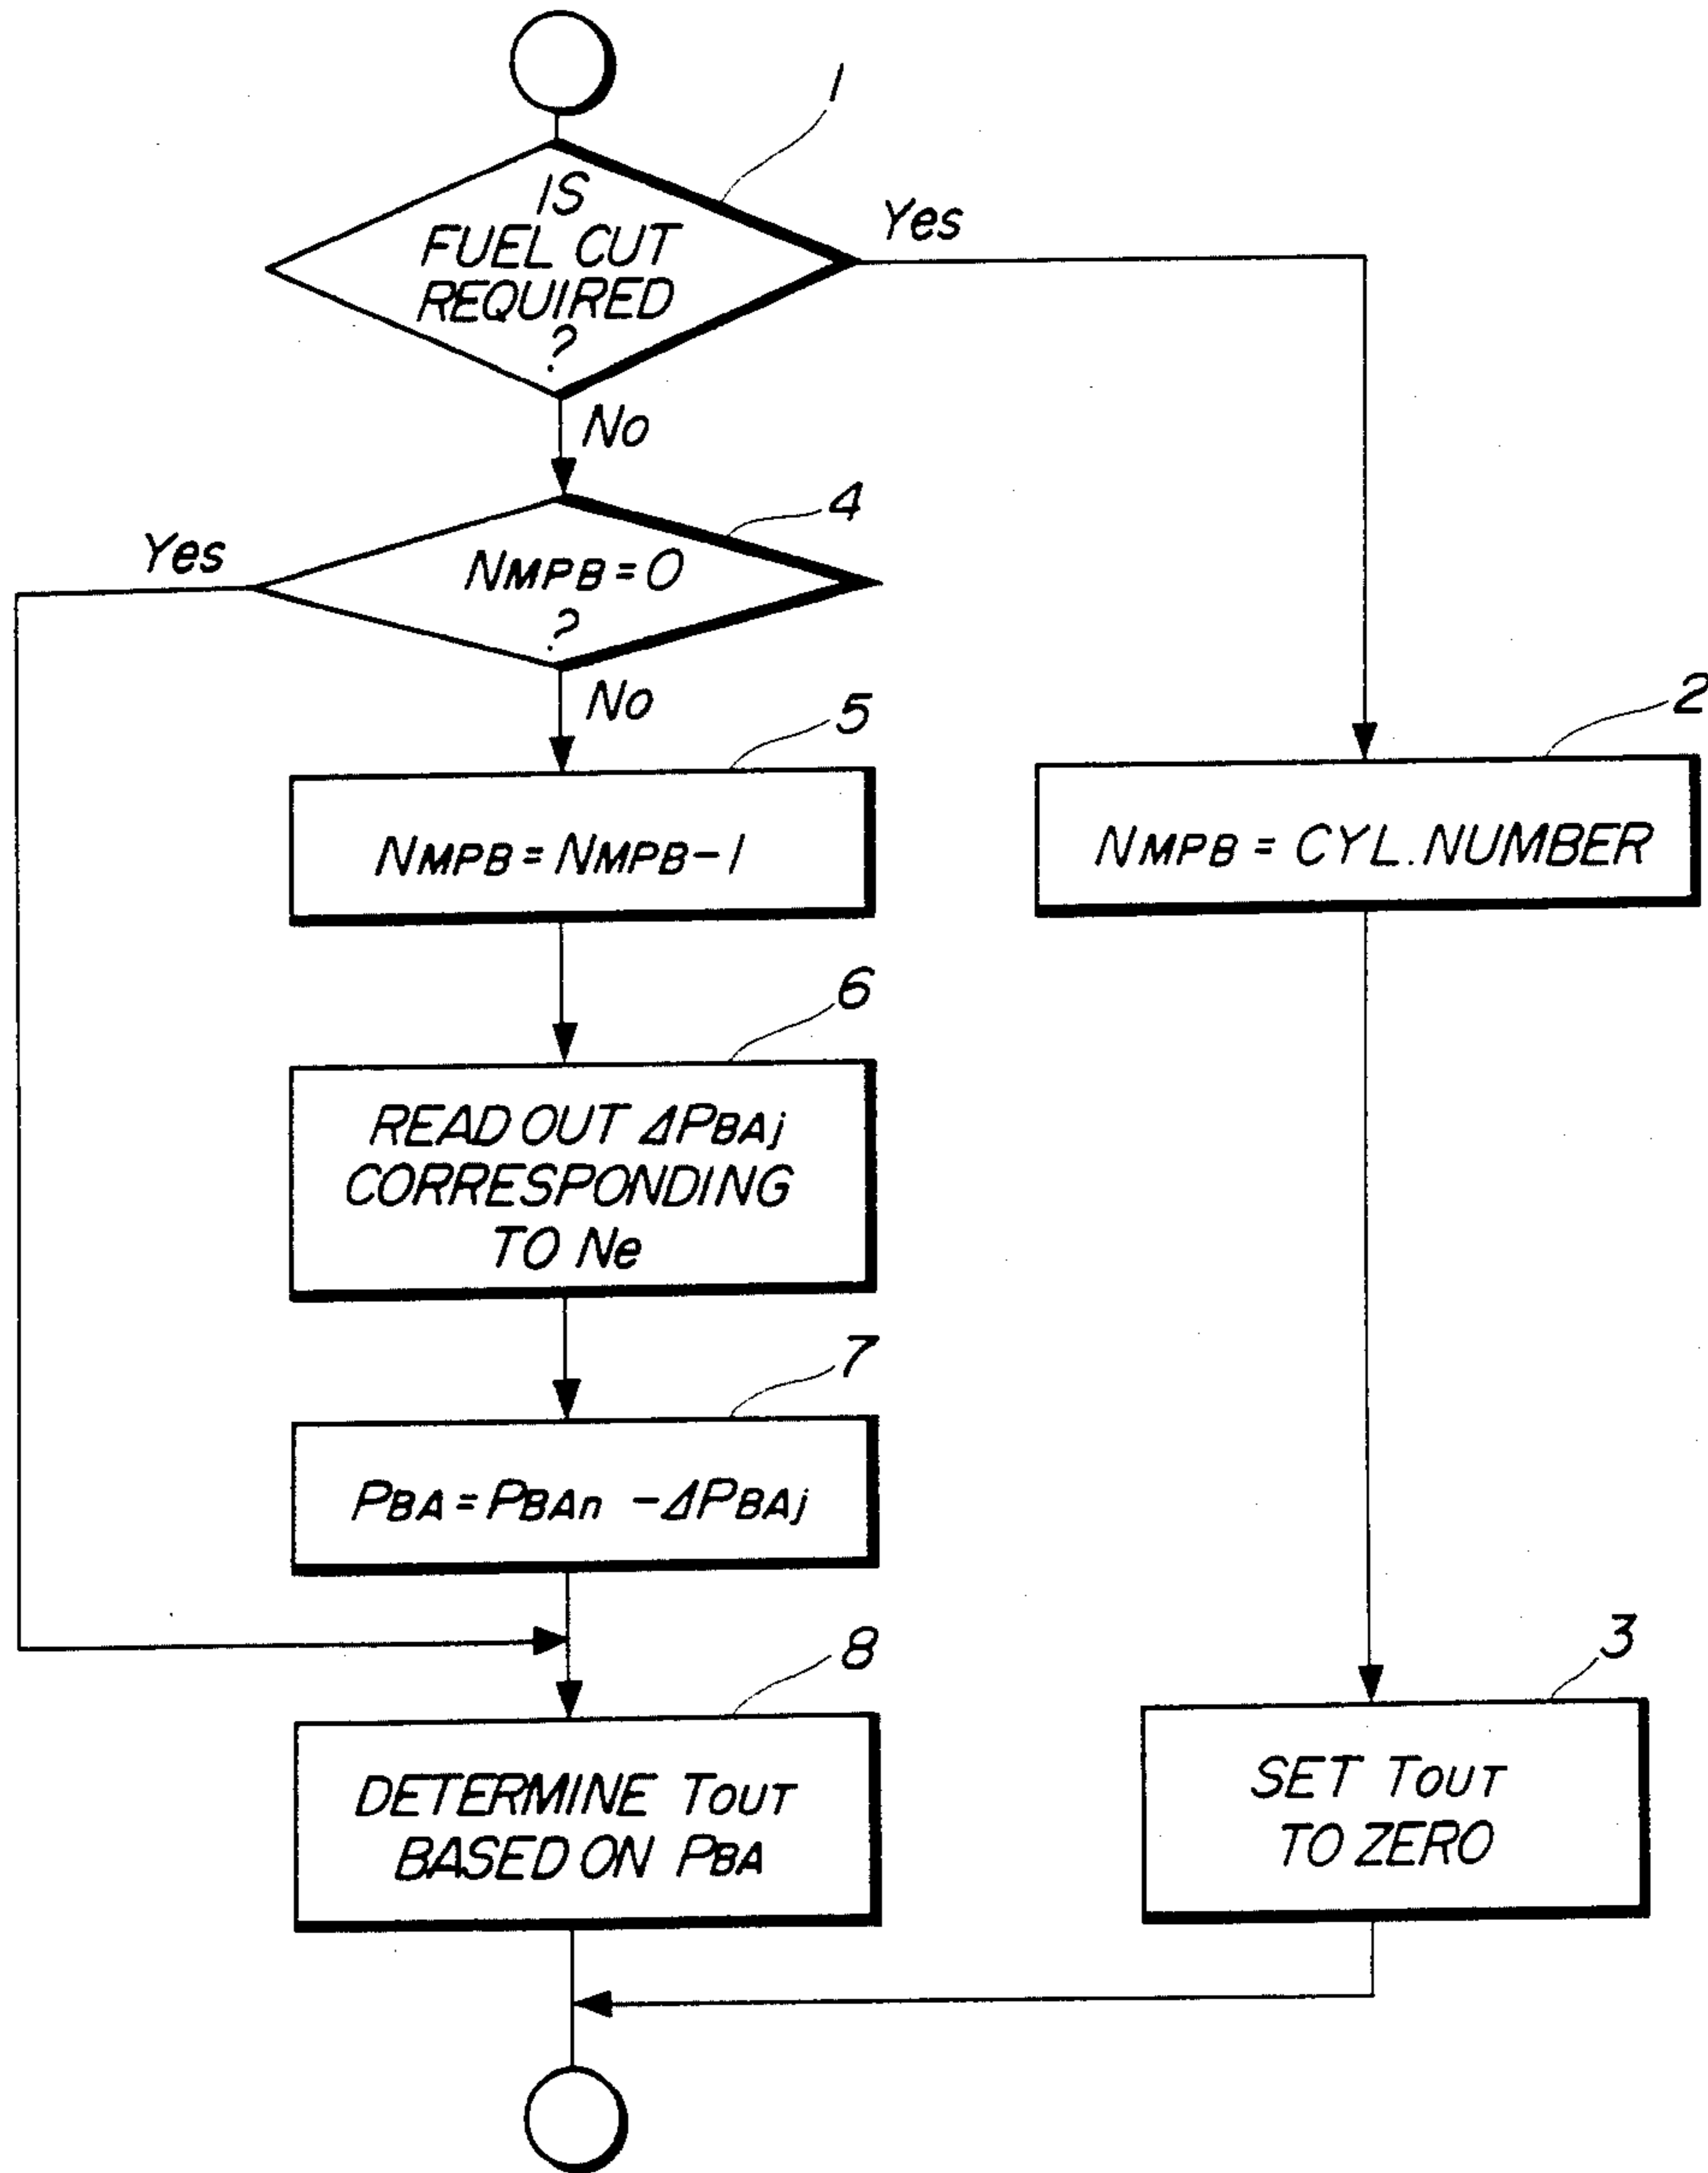 1
IS
FUEL CUT
REQUIRED
?
Yes
No
4
Yes
NMPB=0
?
No
5
NMPB=NMPB-1
2
NMPB = CYL.NUMBER
6
READ OUT ΔPBAj
CORRESPONDING
TO Ne
7
PBA=PBAn -ΔPBAj
8
DETERMINE TOUT
BASED ON PBA
3
SET TOUT
TO ZERO